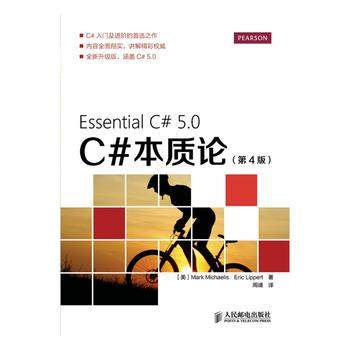 C# 入门及进阶的首选之作
内容全面翔实，讲解精彩权威
全新升级版，涵盖 C# 5.0
PEARSON
Essential C# 5.0
C#本质论（第4版）
[美] Mark Michaelis Eric Lippert 著
周靖 译
人民邮电出版社
POSTS & TELECOM PRESS